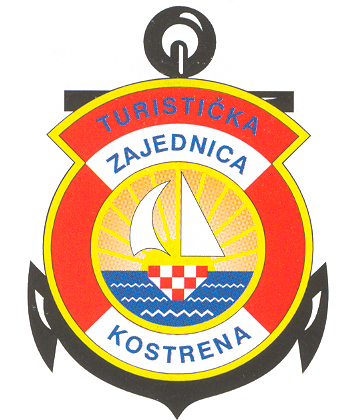 TURISTIČKA
ZAJEDNICA
KOSTRENA